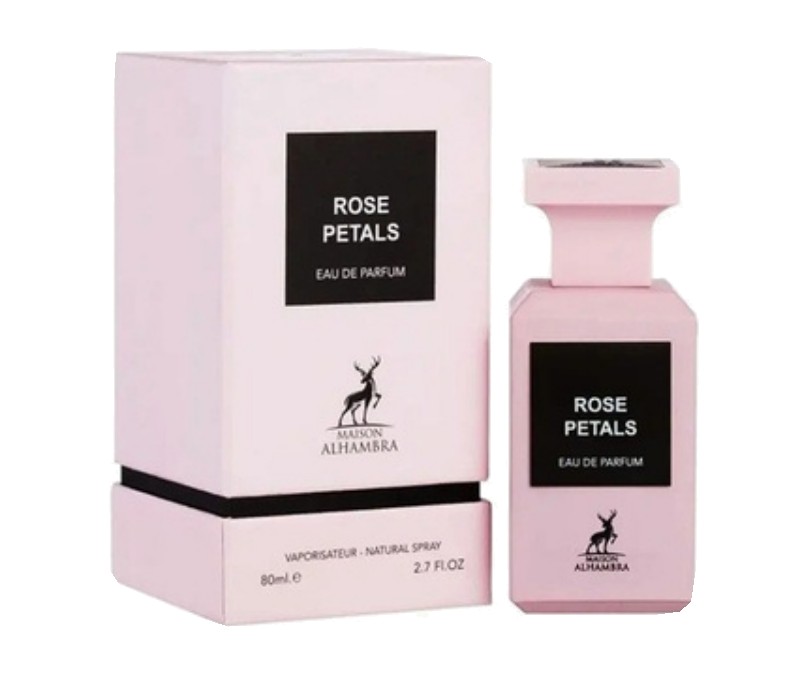 ROSE
PETALS
EAU DE PARFUM
MAISON
ALHAMBRA
VAPORISATEUR - NATURAL SPRAY
80ml.e 2.7 Fl.OZ
ROSE
PETALS
EAU DE PARFUM
MAISON
ALHAMBRA